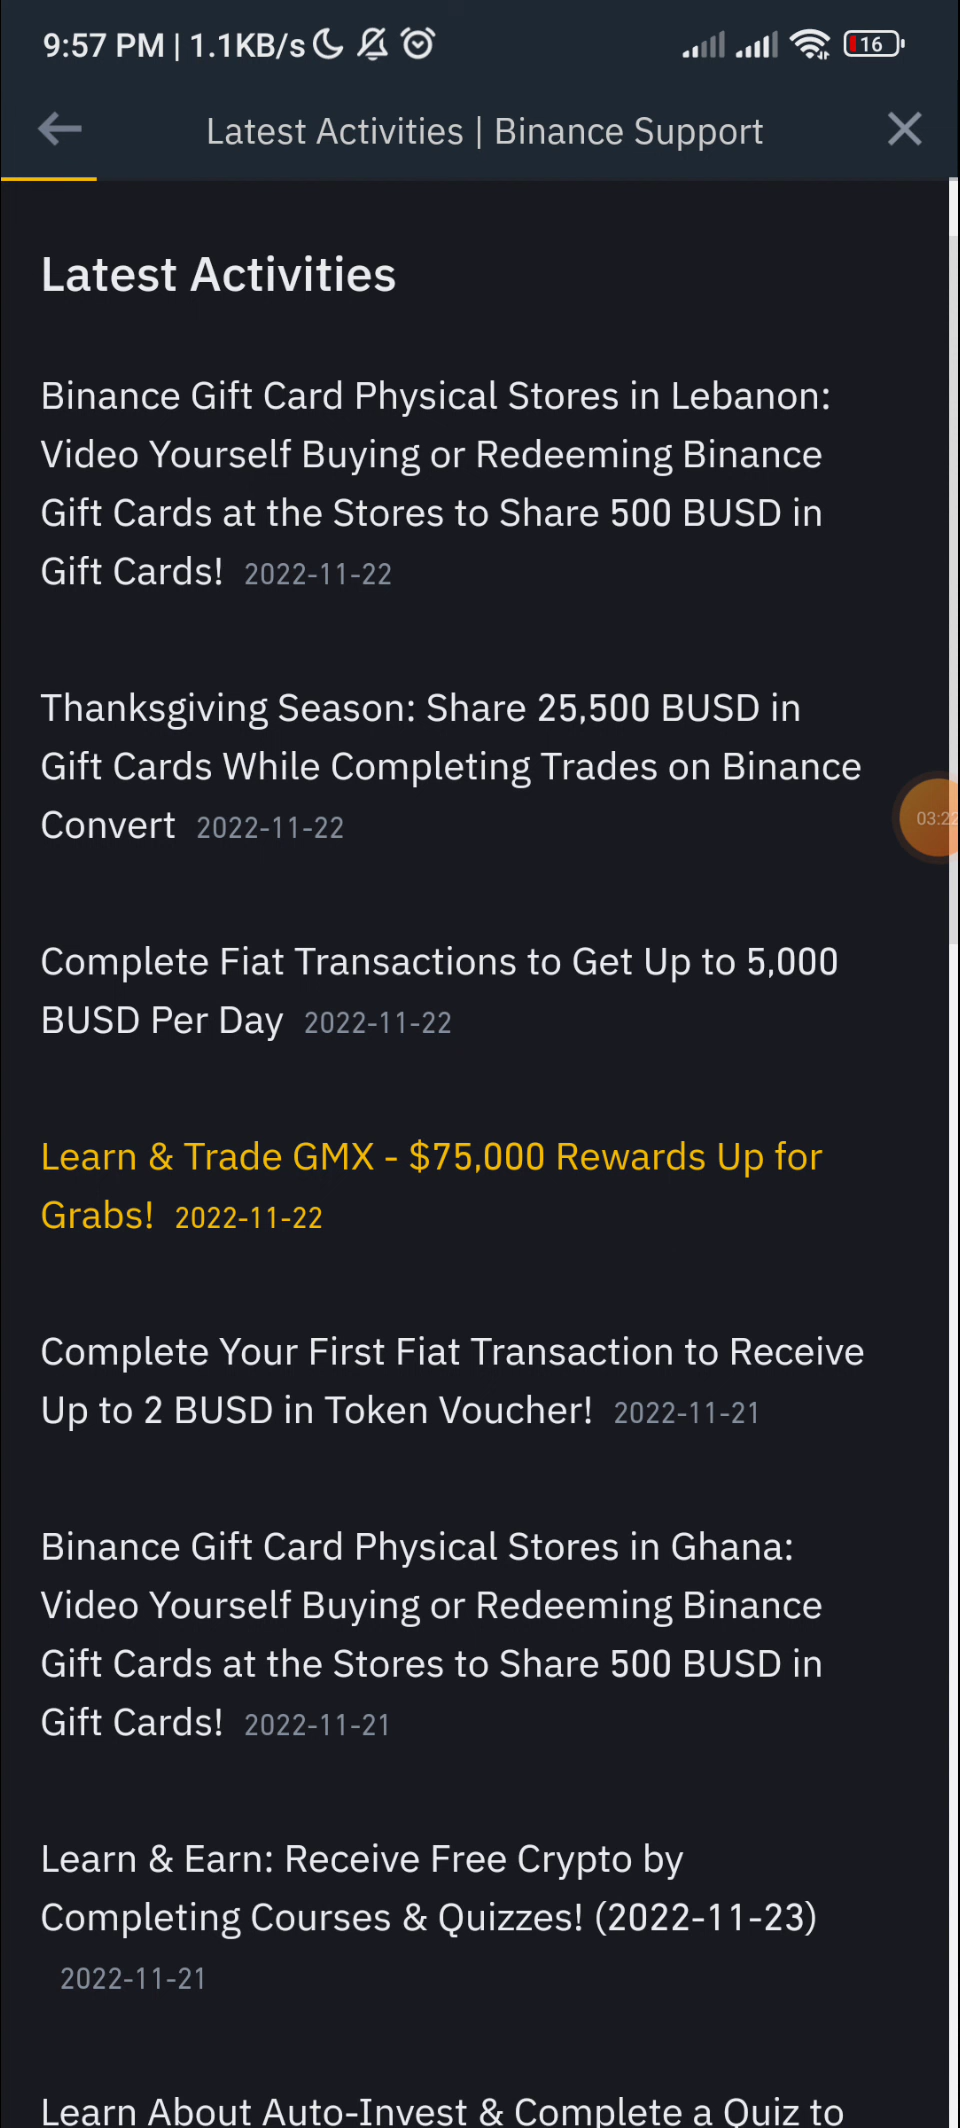 9:57 PM | 1.1KB/s
16
Latest Activities | Binance Support
Latest Activities
Binance Gift Card Physical Stores in Lebanon:
Video Yourself Buying or Redeeming Binance
Gift Cards at the Stores to Share 500 BUSD in
Gift Cards! 2022-11-22
Thanksgiving Season: Share 25,500 BUSD in
Gift Cards While Completing Trades on Binance
Convert 2022-11-22
03:22
Complete Fiat Transactions to Get Up to 5,000
BUSD Per Day 2022-11-22
Learn & Trade GMX - $75,000 Rewards Up for
Grabs! 2022-11-22
Complete Your First Fiat Transaction to Receive
Up to 2 BUSD in Token Voucher! 2022-11-21
Binance Gift Card Physical Stores in Ghana:
Video Yourself Buying or Redeeming Binance
Gift Cards at the Stores to Share 500 BUSD in
Gift Cards! 2022-11-21
Learn & Earn: Receive Free Crypto by
Completing Courses & Quizzes! (2022-11-23)
2022-11-21
Learn About Auto-Invest & Complete a Quiz to